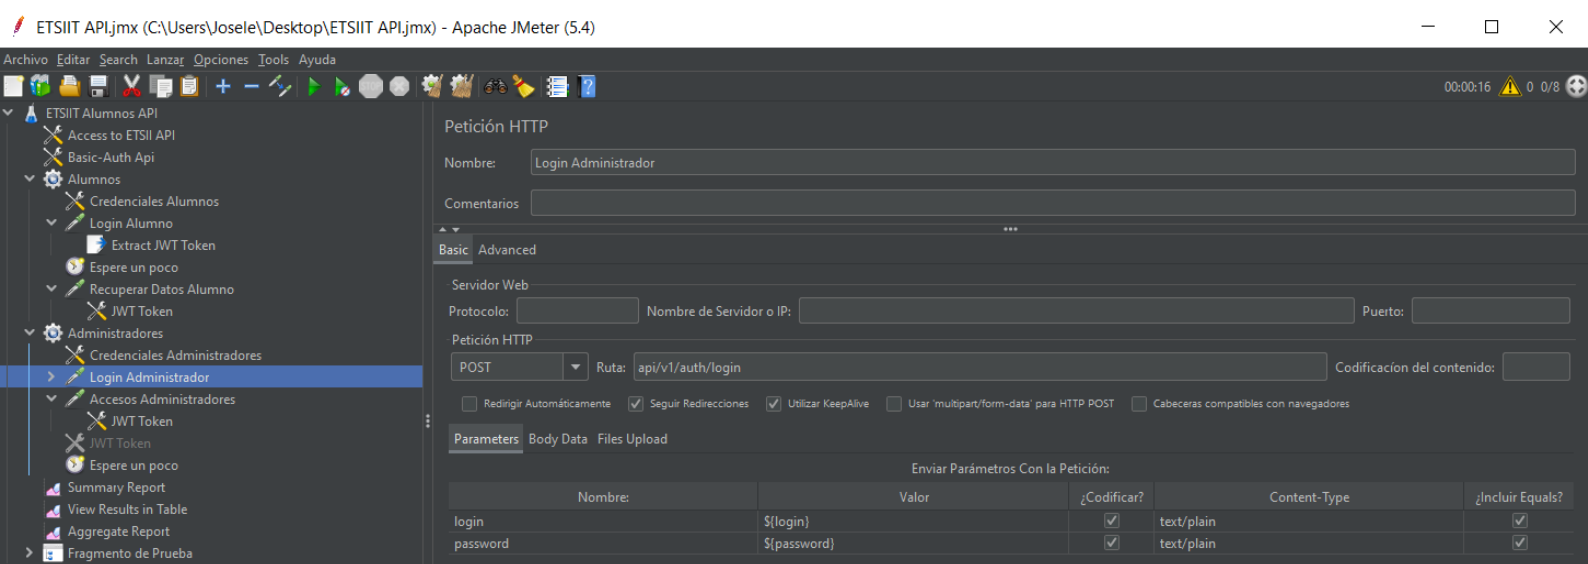 ETSIIT API.jmx (C:\Users\Josele\Desktop\ETSIIT API.jmx) - Apache JMeter (5.4)
Archivo Editar Search Lanzar Opciones Tools Ayuda
STOP
00:00:16 0 0/8
ETSIIT Alumnos API
Access to ETSII API
Basic-Auth Api
Alumnos
Credenciales Alumnos
Login Alumno
Extract JWT Token
Espere un poco
Recuperar Datos Alumno
JWT Token
Administradores
Credenciales Administradores
Login Administrador
Accesos Administradores
JWT Token
JWT Token
Espere un poco
Summary Report
View Results in Table
Aggregate Report
Fragmento de Prueba
Petición HTTP
Nombre: Login Administrador
Comentarios
Basic Advanced
Servidor Web
Protocolo: Nombre de Servidor o IP: Puerto:
Petición HTTP
POST Ruta: api/v1/auth/login Codificacíon del contenido:
Redirigir Automáticamente Seguir Redirecciones Utilizar KeepAlive Usar 'multipart/form-data' para HTTP POST Cabeceras compatibles con navegadores
Parameters Body Data Files Upload
Enviar Parámetros Con la Petición:
Nombre: Valor ¿Codificar? Content-Type ¿Incluir Equals?
login ${login} text/plain
password ${password} text/plain